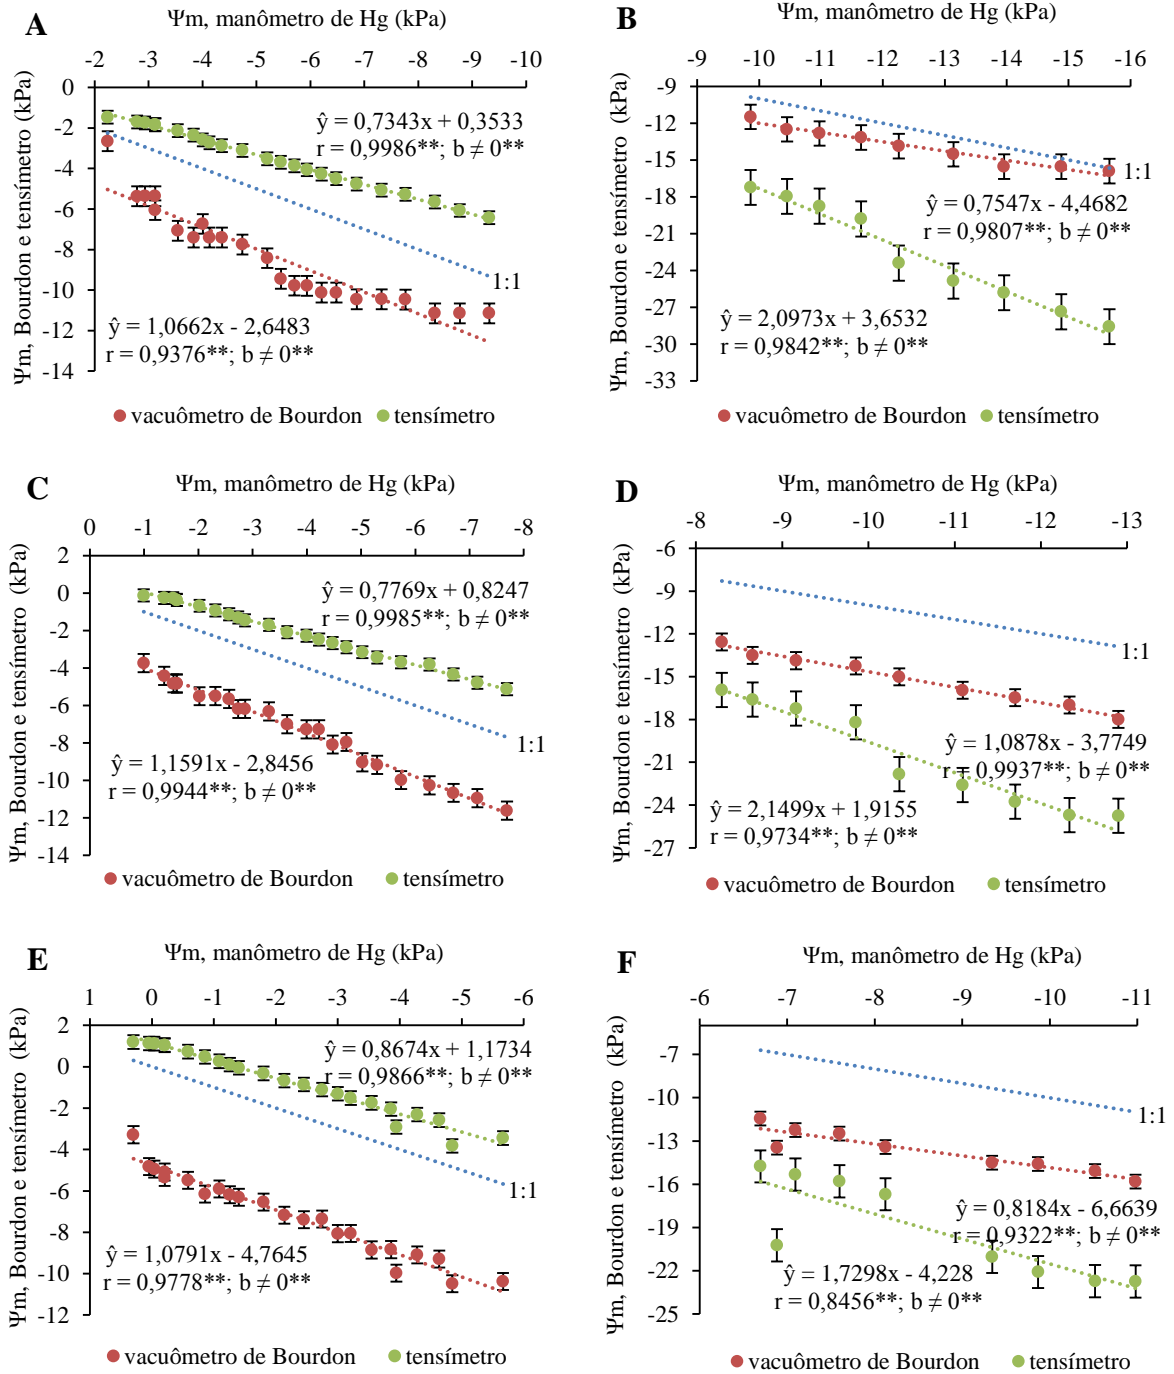 A
Ψm, manômetro de Hg (kPa)
-2 -3 -4 -5 -6 -7 -8 -9 -10
Ψm, Bourdon e tensímetro (kPa)
0
-2
-4
-6
-8
-10
-12
-14
ŷ = 0,7343x + 0,3533
r = 0,9986**; b ≠ 0**
1:1
ŷ = 1,0662x - 2,6483
r = 0,9376**; b ≠ 0**
vacuômetro de Bourdon tensímetro
B
Ψm, manômetro de Hg (kPa)
-9 -10 -11 -12 -13 -14 -15 -16
Ψm, Bourdon e tensímetro (kPa)
-9
-12
-15
-18
-21
-24
-27
-30
-33
1:1
ŷ = 0,7547x - 4,4682
r = 0,9807**; b ≠ 0**
ŷ = 2,0973x + 3,6532
r = 0,9842**; b ≠ 0**
vacuômetro de Bourdon tensímetro
C
Ψm, manômetro de Hg (kPa)
0 -1 -2 -3 -4 -5 -6 -7 -8
Ψm, Bourdon e tensímetro (kPa)
2
0
-2
-4
-6
-8
-10
-12
-14
ŷ = 0,7769x + 0,8247
r = 0,9985**; b ≠ 0**
1:1
ŷ = 1,1591x - 2,8456
r = 0,9944**; b ≠ 0**
vacuômetro de Bourdon tensímetro
D
Ψm, manômetro de Hg (kPa)
-8 -9 -10 -11 -12 -13
Ψm, Bourdon e tensímetro (kPa)
-6
-9
-12
-15
-18
-21
-24
-27
1:1
ŷ = 1,0878x - 3,7749
r = 0,9937**; b ≠ 0**
ŷ = 2,1499x + 1,9155
r = 0,9734**; b ≠ 0**
vacuômetro de Bourdon tensímetro
E
Ψm, manômetro de Hg (kPa)
1 0 -1 -2 -3 -4 -5 -6
Ψm, Bourdon e tensímetro (kPa)
2
0
-2
-4
-6
-8
-10
-12
ŷ = 0,8674x + 1,1734
r = 0,9866**; b ≠ 0**
1:1
ŷ = 1,0791x - 4,7645
r = 0,9778**; b ≠ 0**
vacuômetro de Bourdon tensímetro
F
Ψm, manômetro de Hg (kPa)
-6 -7 -8 -9 -10 -11
Ψm, Bourdon e tensímetro (kPa)
-7
-10
-13
-16
-19
-22
-25
1:1
ŷ = 0,8184x - 6,6639
r = 0,9322**; b ≠ 0**
ŷ = 1,7298x - 4,228
r = 0,8456**; b ≠ 0**
vacuômetro de Bourdon tensímetro